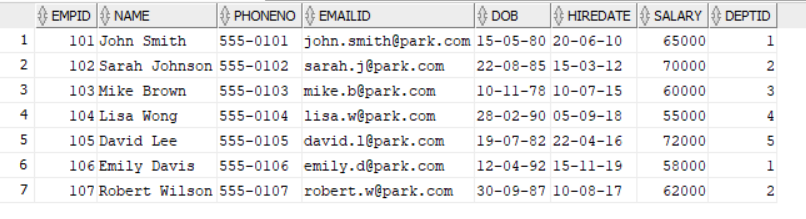 EMPID NAME PHONENO EMAILID DOB HIREDATE SALARY DEPTID
1 101 John Smith 555-0101 john.smith@park.com 15-05-80 20-06-10 65000 1
2 102 Sarah Johnson 555-0102 sarah.j@park.com 22-08-85 15-03-12 70000 2
3 103 Mike Brown 555-0103 mike.b@park.com 10-11-78 10-07-15 60000 3
4 104 Lisa Wong 555-0104 lisa.w@park.com 28-02-90 05-09-18 55000 4
5 105 David Lee 555-0105 david.l@park.com 19-07-82 22-04-16 72000 5
6 106 Emily Davis 555-0106 emily.d@park.com 12-04-92 15-11-19 58000 1
7 107 Robert Wilson 555-0107 robert.w@park.com 30-09-87 10-08-17 62000 2